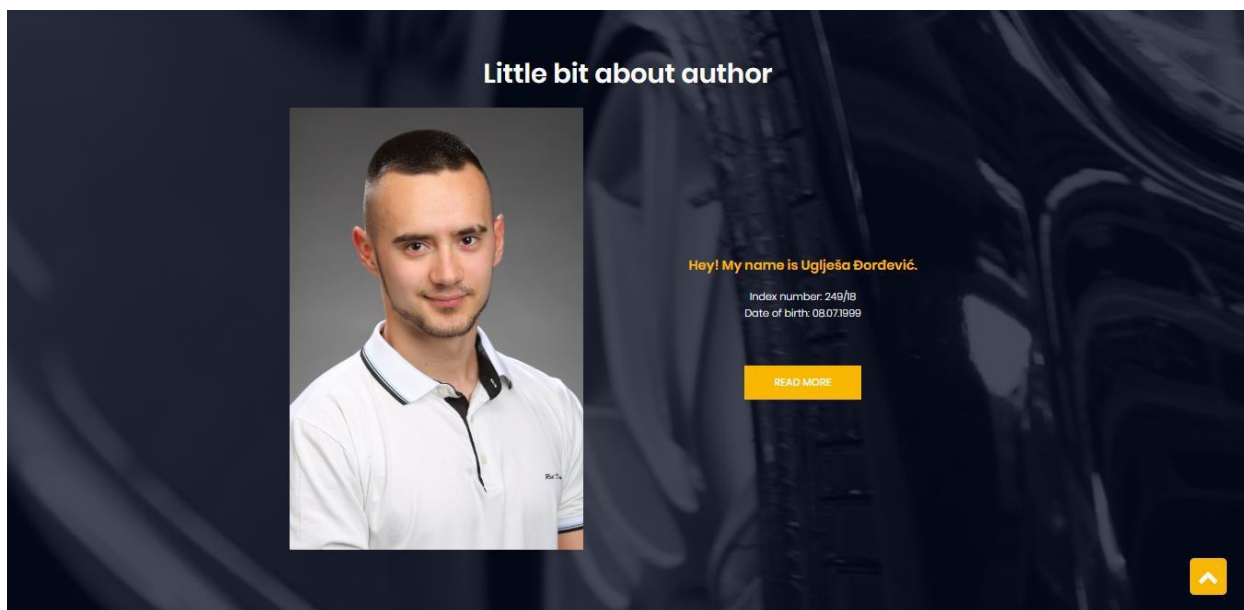 Little bit about author
Hey! My name is Uglješa Đorđević.
Index number: 249/18
Date of birth: 08.07.1999
READ MORE